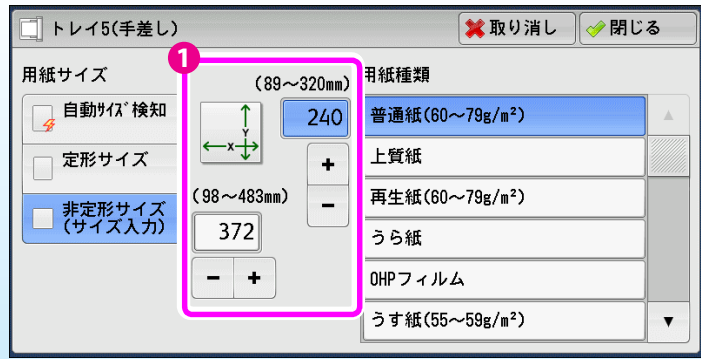 トレイ5(手差し)
取り消し
閉じる
1
用紙サイズ
自動ｻｲｽﾞ検知
定形サイズ
非定形サイズ
(サイズ入力)
(89～320mm)
240
Y
X
+
-
(98～483mm)
372
- +
用紙種類
普通紙(60～79g/m²)
上質紙
再生紙(60～79g/m²)
うら紙
OHPフィルム
うす紙(55～59g/m²)